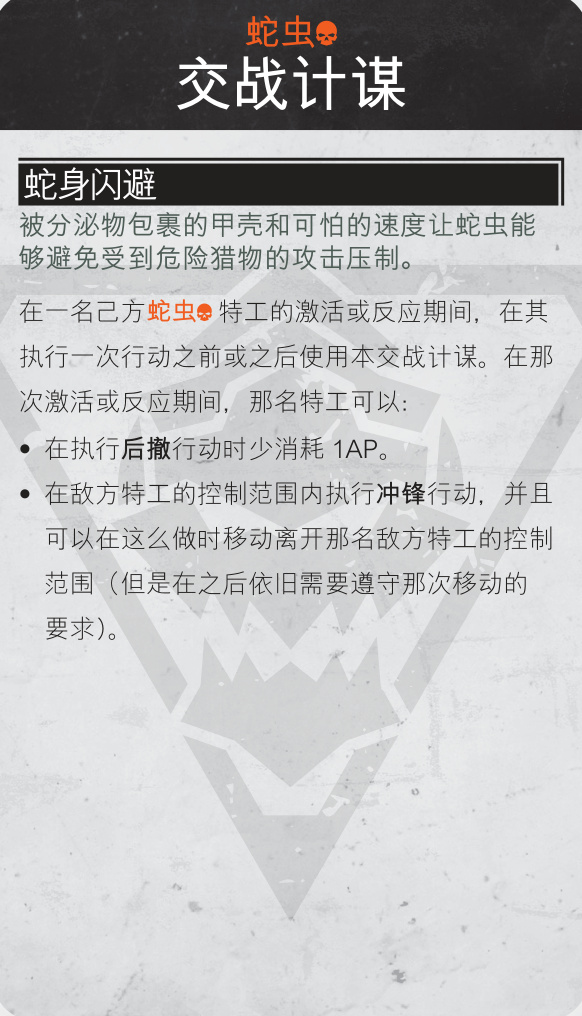 蛇虫
交战计谋
蛇身闪避
被分泌物包裹的甲壳和可怕的速度让蛇虫能
够避免受到危险猎物的攻击压制。
在一名己方蛇虫 特工的激活或反应期间，在其
执行一次行动之前或之后使用本交战计谋。在那
次激活或反应期间，那名特工可以：
• 在执行后撤行动时少消耗 1AP。
• 在敌方特工的控制范围内执行冲锋行动，并且
可以在这么做时移动离开那名敌方特工的控制
范围（但是在之后依旧需要遵守那次移动的
要求）。